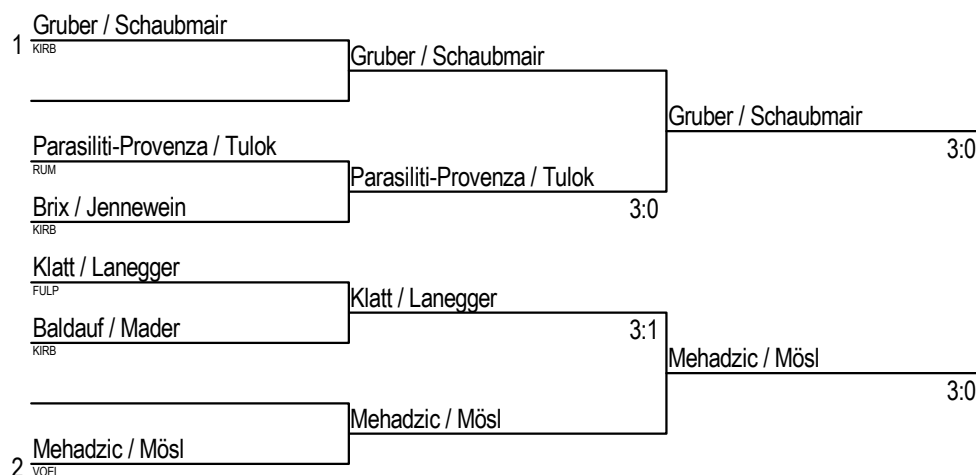 Gruber / Schaubmair
1 KIRB
Gruber / Schaubmair
Gruber / Schaubmair
3:0
Parasiliti-Provenza / Tulok
RUM
Parasiliti-Provenza / Tulok
3:0
Brix / Jennewein
KIRB
Klatt / Lanegger
FULP
Klatt / Lanegger
3:1
Baldauf / Mader
KIRB
Mehadzic / Mösl
3:0
Mehadzic / Mösl
Mehadzic / Mösl
2